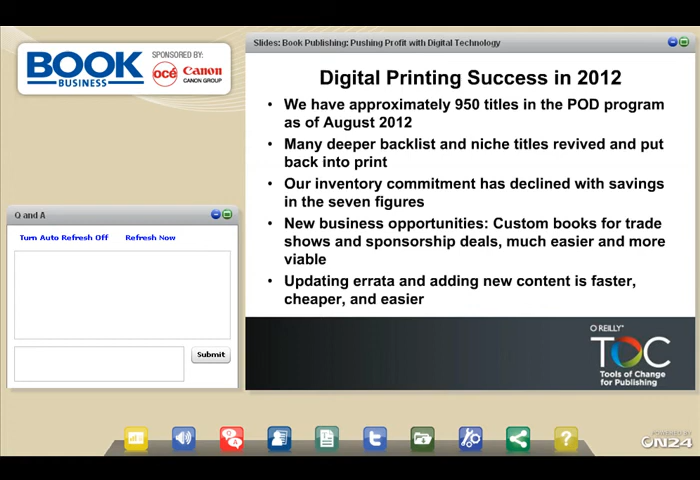 Slides: Book Publishing: Pushing Profit with Digital Technology
BOOK
BUSINESS
SPONSORED BY:
océ
Canon
CANON GROUP
Digital Printing Success in 2012
• We have approximately 950 titles in the POD program
as of August 2012
• Many deeper backlist and niche titles revived and put
back into print
• Our inventory commitment has declined with savings
in the seven figures
• New business opportunities: Custom books for trade
shows and sponsorship deals, much easier and more
viable
• Updating errata and adding new content is faster,
cheaper, and easier
O'REILLY
TOC
Tools of Change
for Publishing
Q and A
Turn Auto Refresh Off
Refresh Now
Submit
Q
A
?
POWERED BY
ON24